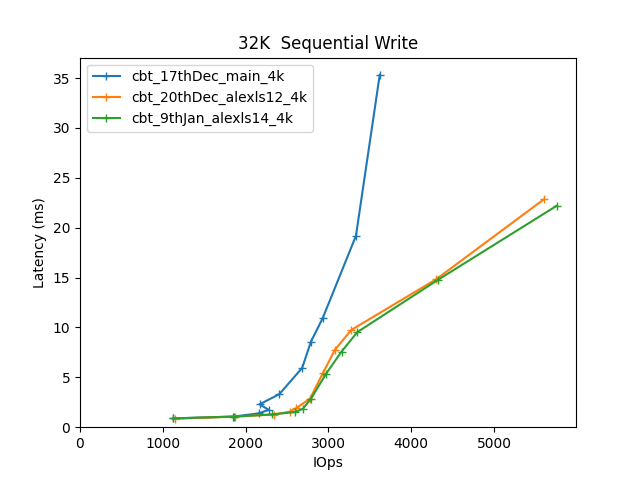 32K  Sequential Write
cbt_17thDec_main_4k
cbt_20thDec_alexls12_4k
cbt_9thJan_alexls14_4k
Latency (ms)
35
30
25
20
15
10
5
0
0 1000 2000 3000 4000 5000
IOps